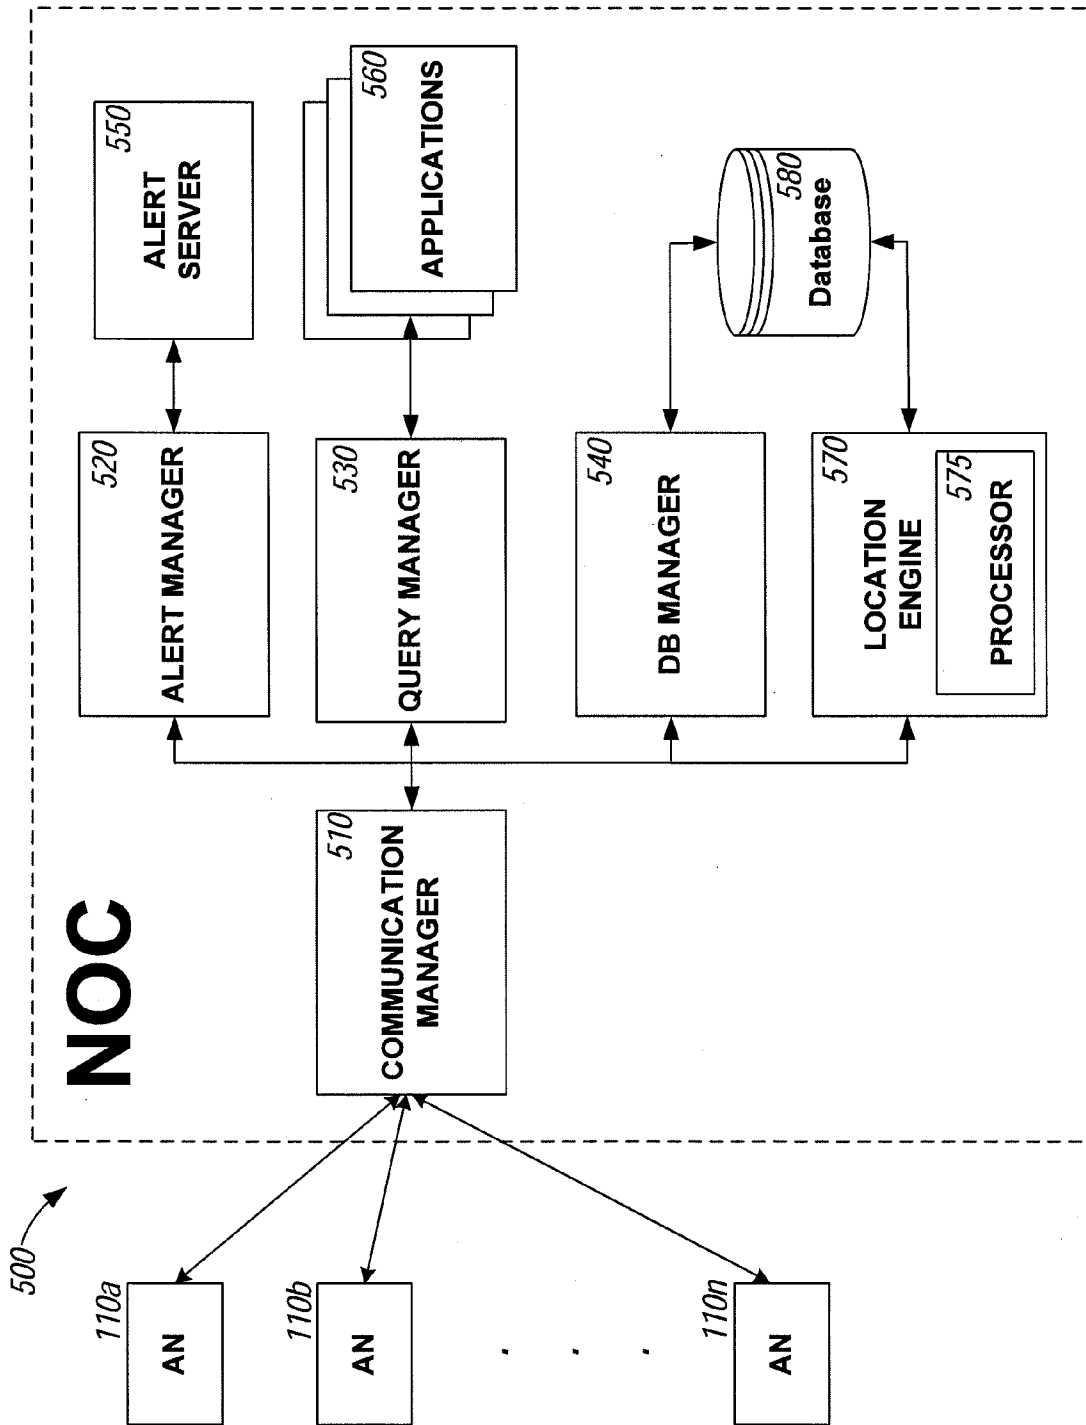 500
NOC
110a
AN
110b
AN
. . .
110n
AN
510
COMMUNICATION
MANAGER
520
ALERT MANAGER
530
QUERY MANAGER
540
DB MANAGER
570
LOCATION
ENGINE
575
PROCESSOR
550
ALERT
SERVER
560
APPLICATIONS
580
Database